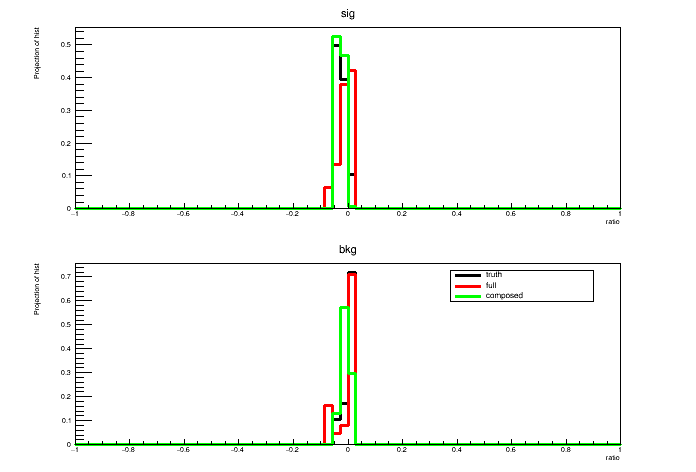 sig
Projection of hist
0.5
0.4
0.3
0.2
0.1
0
−1 −0.8 −0.6 −0.4 −0.2 0 0.2 0.4 0.6 0.8 1
ratio
bkg
Projection of hist
0.7
0.6
0.5
0.4
0.3
0.2
0.1
0
truth
full
composed
−1 −0.8 −0.6 −0.4 −0.2 0 0.2 0.4 0.6 0.8 1
ratio